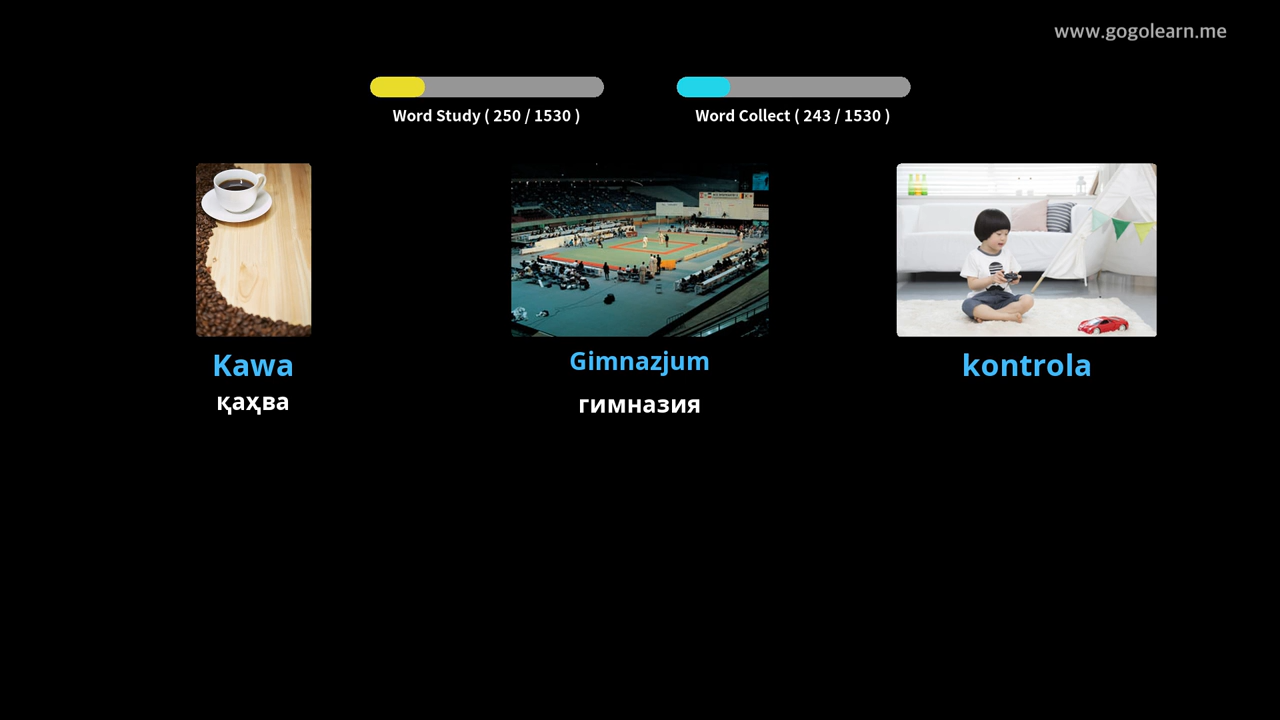 www.gogolearn.me
Word Study ( 250 / 1530 )
Word Collect ( 243 / 1530 )
Kawa
қаҳва
Gimnazjum
гимназия
kontrola